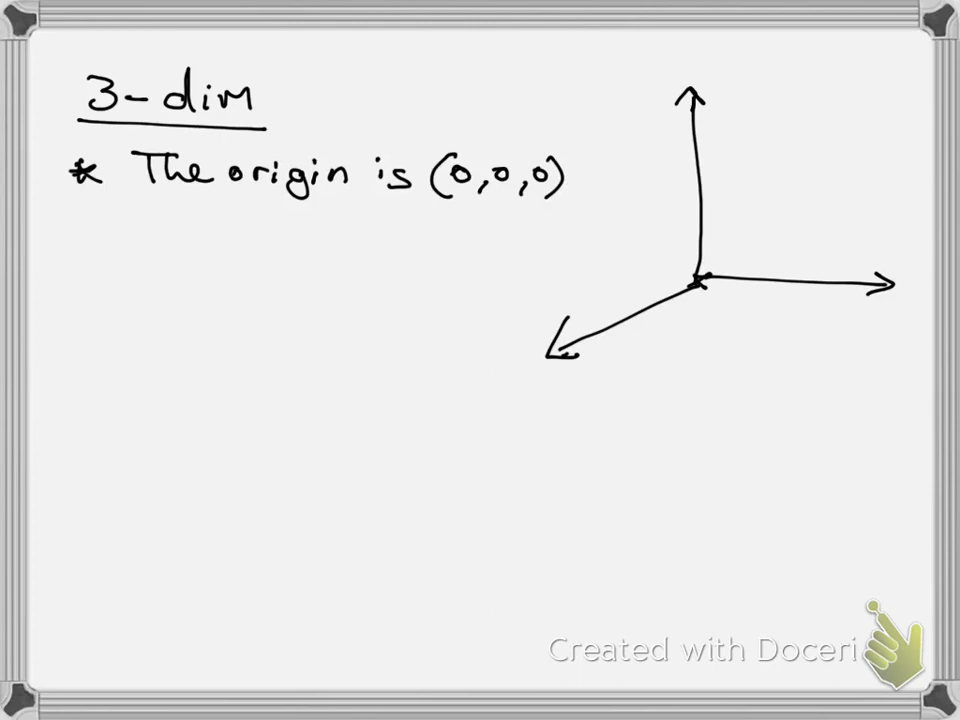 3-dim
* The origin is (0,0,0)
Created with Doceri